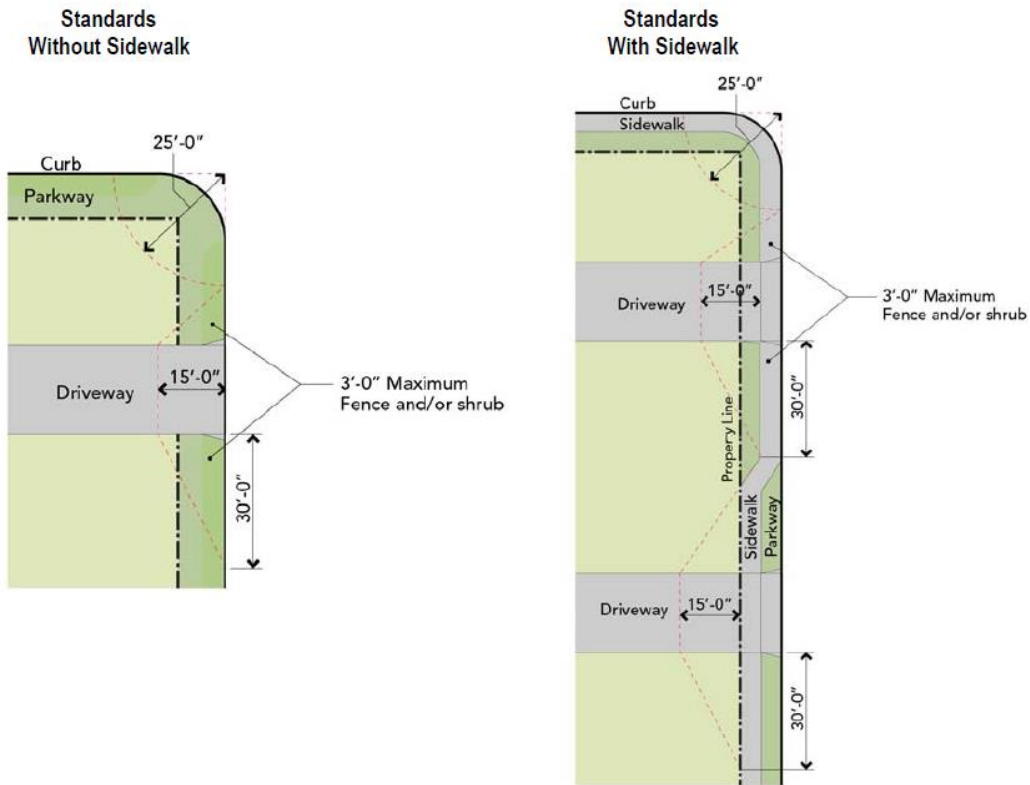 Standards
Without Sidewalk
25’-0”
Curb
Parkway
Driveway
15’-0”
3’-0” Maximum
Fence and/or shrub
30’-0”
Standards
With Sidewalk
25’-0”
Curb
Sidewalk
Driveway
15’-0”
3’-0” Maximum
Fence and/or shrub
30’-0”
Property Line
Sidewalk
Parkway
Driveway
15’-0”
30’-0”